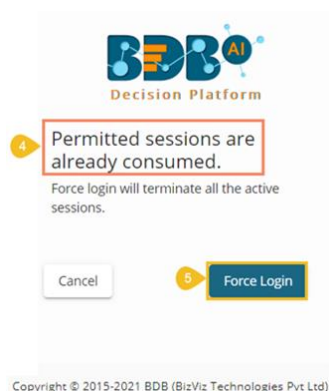 BDB AI
Decision Platform
4
Permitted sessions are
already consumed.
Force login will terminate all the active
sessions.
Cancel
5
Force Login
Copyright © 2015-2021 BDB (BizViz Technologies Pvt Ltd)